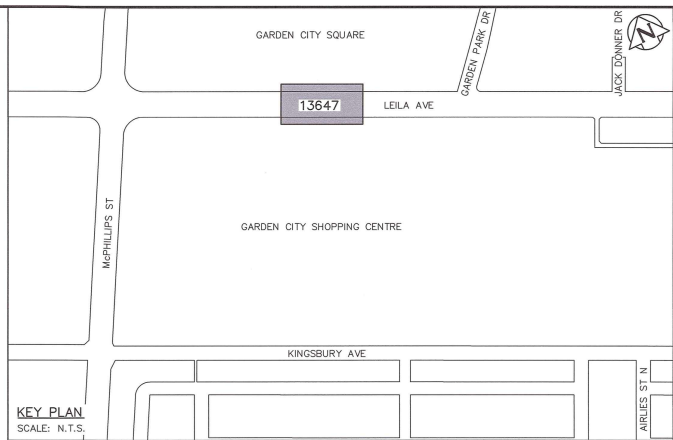 GARDEN CITY SQUARE
GARDEN PARK DR
JACK DONNER DR
N
13647
LEILA AVE
McPHILLIPS ST
GARDEN CITY SHOPPING CENTRE
KINGSBURY AVE
AIRLIES ST N
KEY PLAN
SCALE: N.T.S.